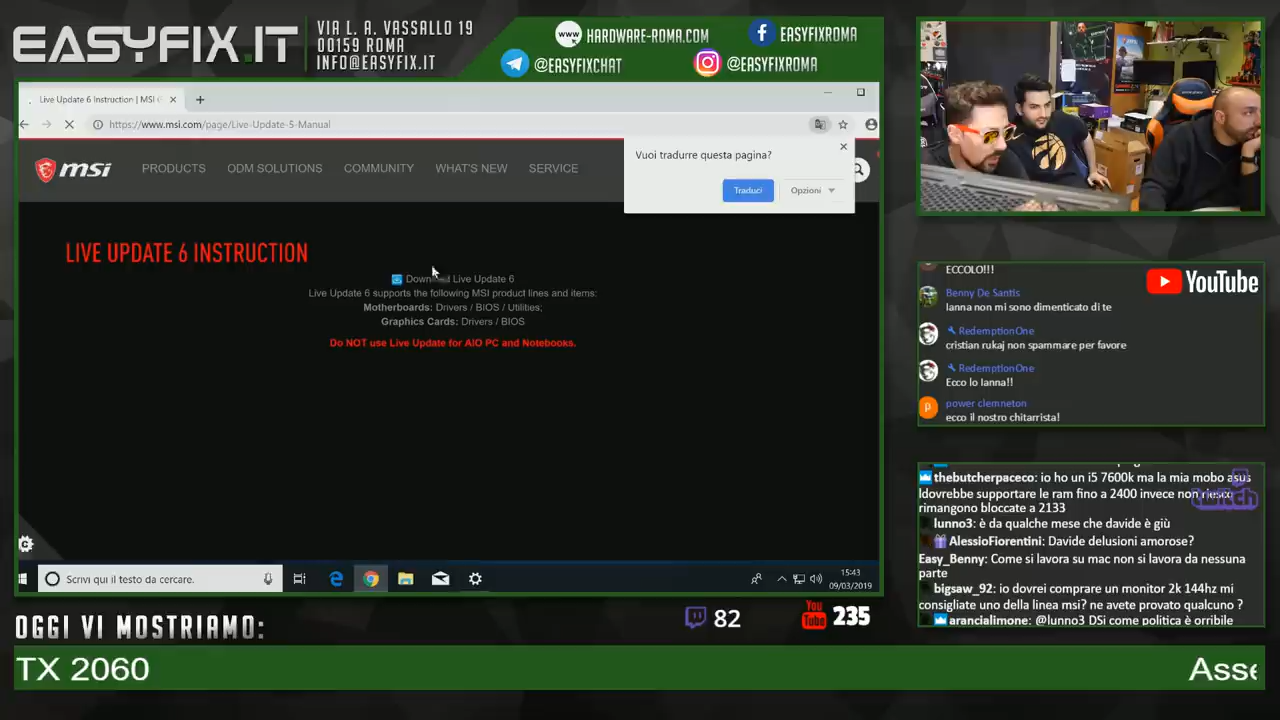 EASYFIX.IT
VIA L. A. VASSALLO 19
00159 ROMA
INFO@EASYFIX.IT
www
HARDWARE-ROMA.COM
EASYFIXROMA
@EASYFIXCHAT
@EASYFIXROMA
Live Update 6 Instruction | MSI
https://www.msi.com/page/Live-Update-5-Manual
msi
PRODUCTS
ODM SOLUTIONS
COMMUNITY
WHAT'S NEW
SERVICE
Vuoi tradurre questa pagina?
Traduci
Opzioni
LIVE UPDATE 6 INSTRUCTION
Download Live Update 6
Live Update 6 supports the following MSI product lines and items:
Motherboards: Drivers / BIOS / Utilities;
Graphics Cards: Drivers / BIOS
Do NOT use Live Update for AIO PC and Notebooks.
Scrivi qui il testo da cercare.
15:43
09/03/2019
ECCOLO!!!
Benny De Santis
Ianna non mi sono dimenticato di te
RedemptionOne
cristian rukaj non spammare per favore
RedemptionOne
Ecco lo Ianna!!
power clemneton
ecco il nostro chitarrista!
YouTube
thebutcherpaceco: io ho un i5 7600k ma la mia mobo asus
ldovrebbe supportare le ram fino a 2400 invece non riesco
rimangono bloccate a 2133
lunno3: è da qualche mese che davide è giù
AlessioFiorentini: Davide delusioni amorose?
Easy_Benny: Come si lavora su mac non si lavora da nessuna
parte
bigsaw_92: io dovrei comprare un monitor 2k 144hz mi
consigliate uno della linea msi? ne avete provato qualcuno ?
arancialimone: @lunno3 DSi come politica è orribile
twitch
OGGI VI MOSTRIAMO:
82
You
Tube
235
TX 2060
Asse